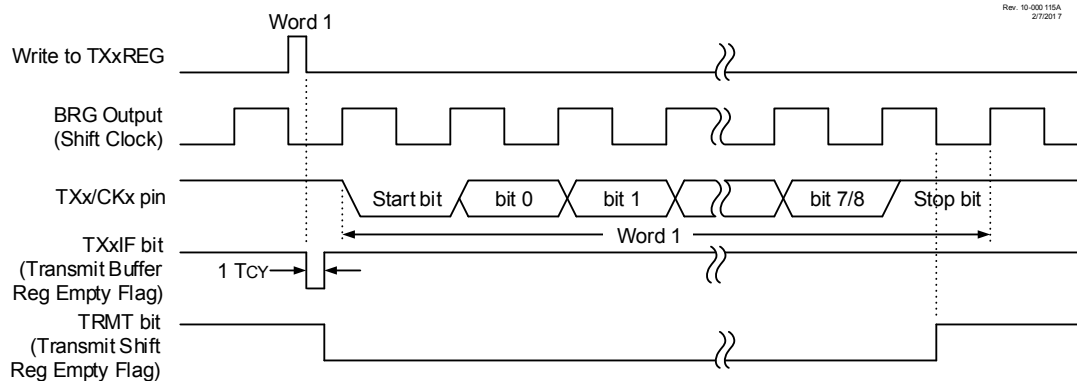 Rev. 10-000 115A
2/7/201 7
Word 1
Write to TXxREG
BRG Output
(Shift Clock)
TXx/CKx pin
Start bit
bit 0
bit 1
bit 7/8
Stop bit
Word 1
TXxIF bit
(Transmit Buffer
Reg Empty Flag)
1 TCY
TRMT bit
(Transmit Shift
Reg Empty Flag)